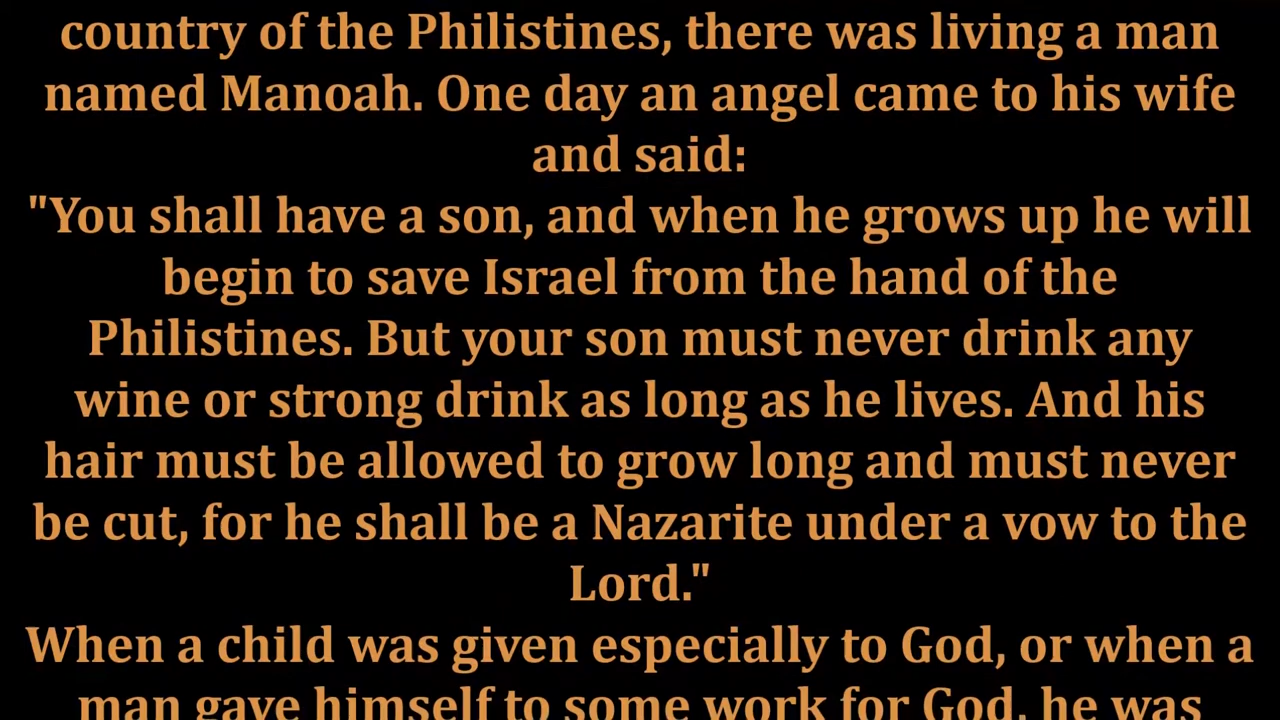 country of the Philistines, there was living a man
named Manoah. One day an angel came to his wife
and said:
"You shall have a son, and when he grows up he will
begin to save Israel from the hand of the
Philistines. But your son must never drink any
wine or strong drink as long as he lives. And his
hair must be allowed to grow long and must never
be cut, for he shall be a Nazarite under a vow to the
Lord."
When a child was given especially to God, or when a
man gave himself to some work for God, he was